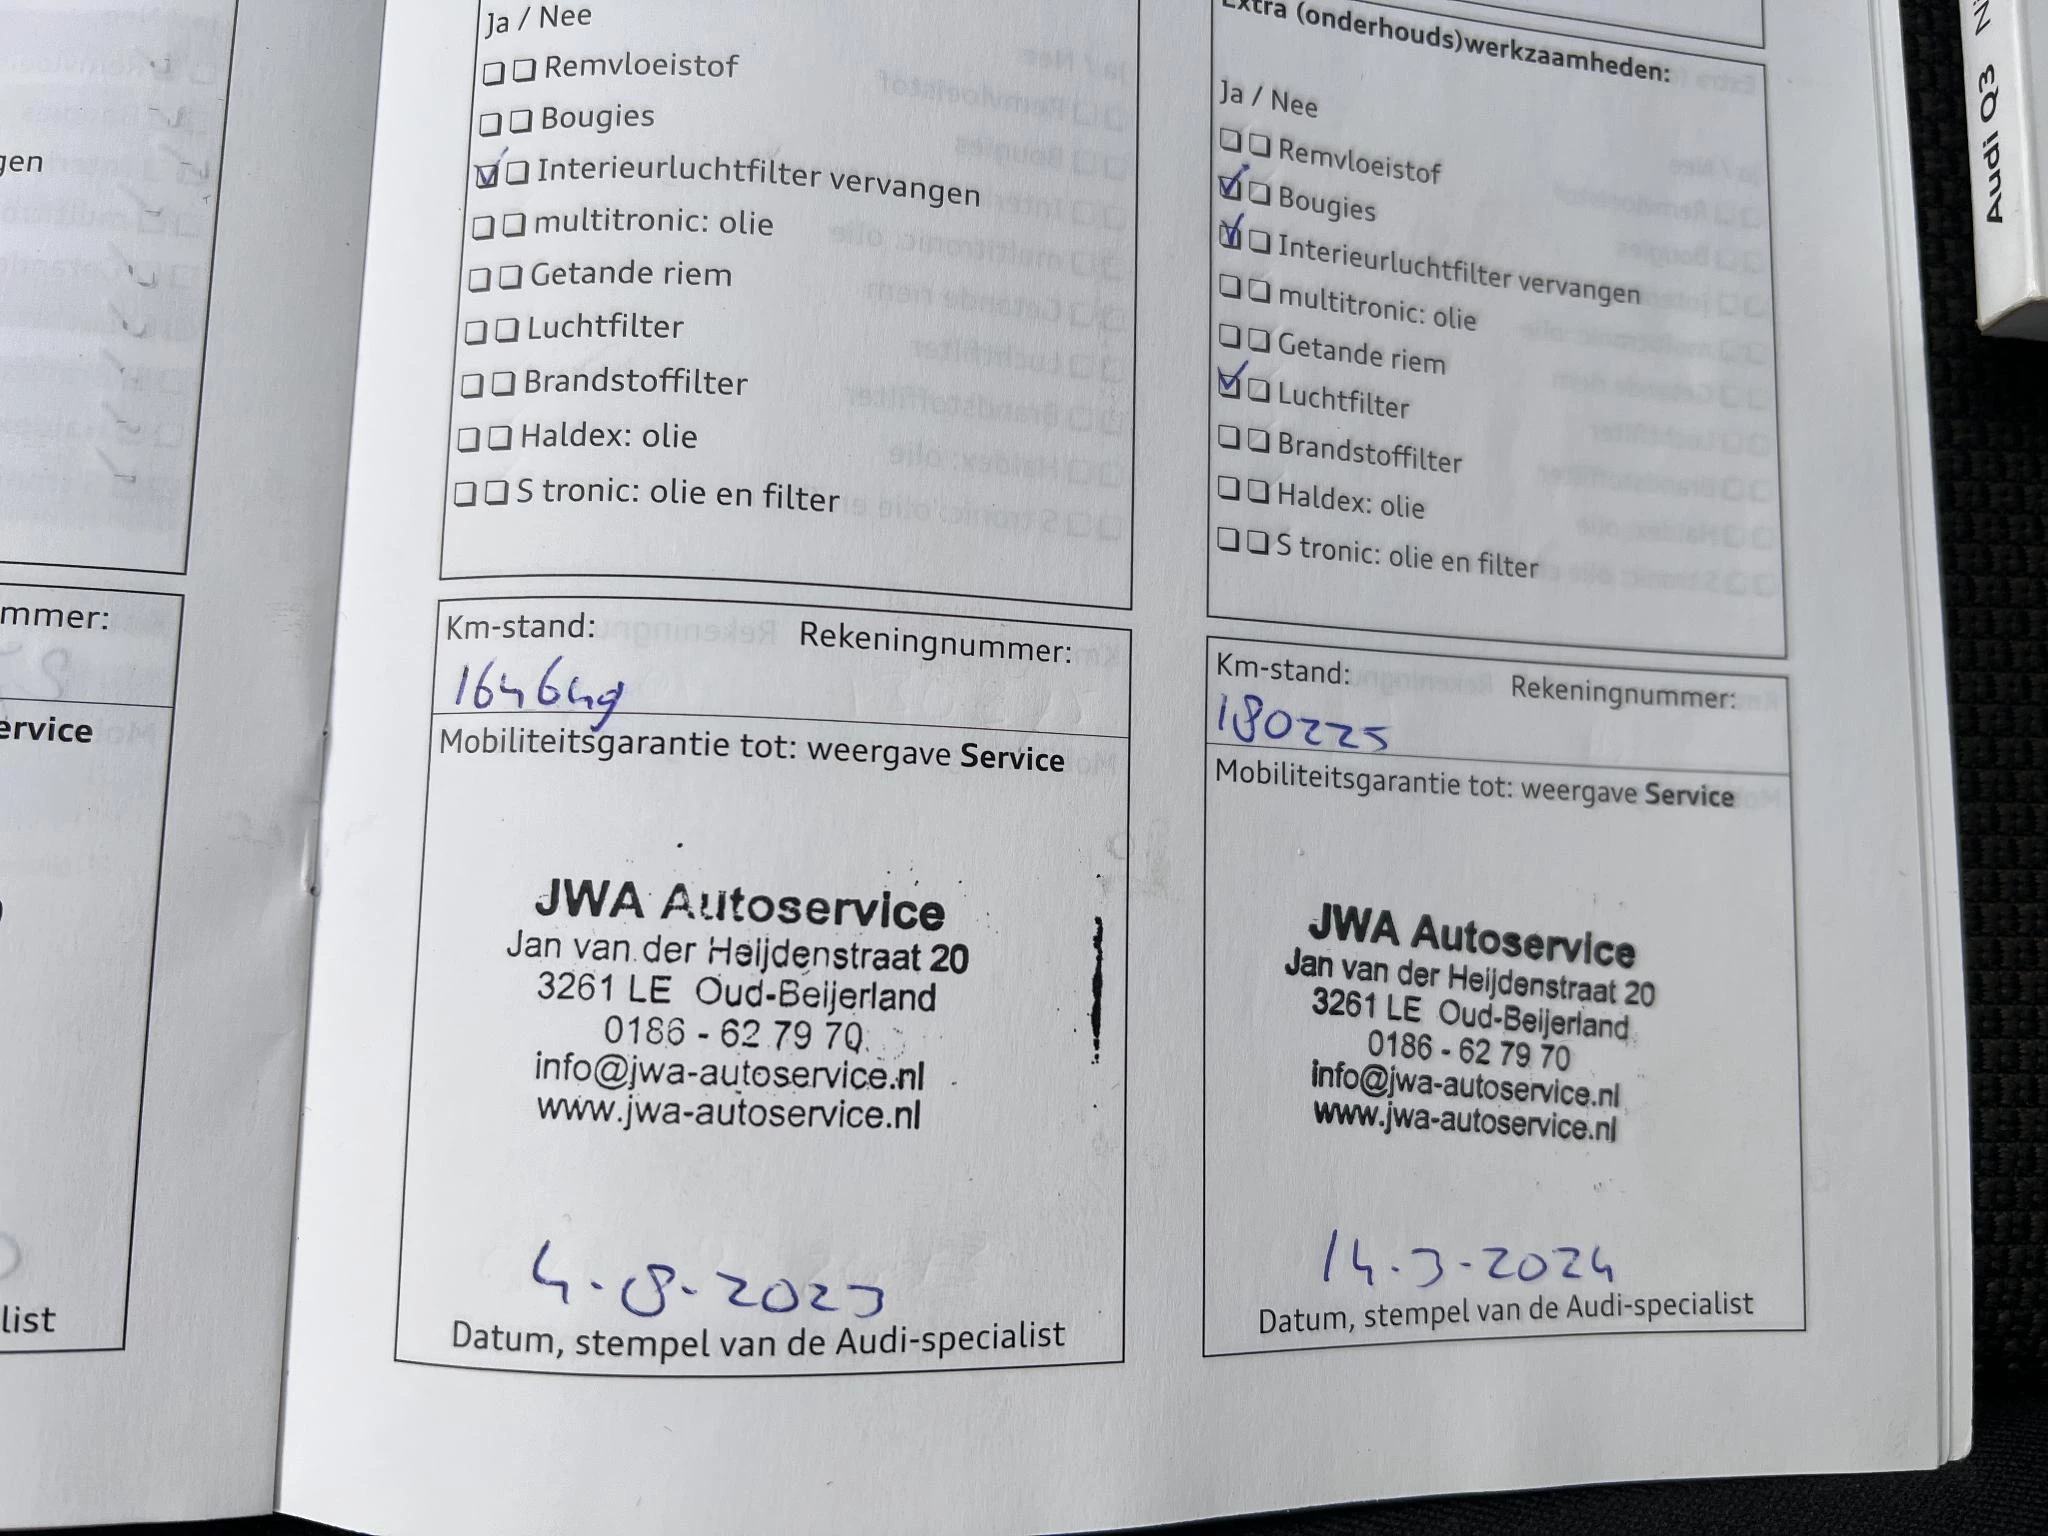 gen
mmer:
ervice
list
Ja / Nee
Remvloeistof
Bougies
Interieurluchtfilter vervangen
multitronic: olie
Getande riem
Luchtfilter
Brandstoffilter
Haldex: olie
S tronic: olie en filter
Km-stand: Rekeningnummer:
164649
Mobiliteitsgarantie tot: weergave Service
JWA Autoservice
Jan van der Heijdenstraat 20
3261 LE Oud-Beijerland
0186 - 62 79 70
info@jwa-autoservice.nl
www.jwa-autoservice.nl
4-8-2023
Datum, stempel van de Audi-specialist
Extra (onderhouds)werkzaamheden:
Ja / Nee
Remvloeistof
Bougies
Interieurluchtfilter vervangen
multitronic: olie
Getande riem
Luchtfilter
Brandstoffilter
Haldex: olie
S tronic: olie en filter
Km-stand: Rekeningnummer:
180225
Mobiliteitsgarantie tot: weergave Service
JWA Autoservice
Jan van der Heijdenstraat 20
3261 LE Oud-Beijerland
0186 - 62 79 70
info@jwa-autoservice.nl
www.jwa-autoservice.nl
14-3-2024
Datum, stempel van de Audi-specialist
Audi Q3